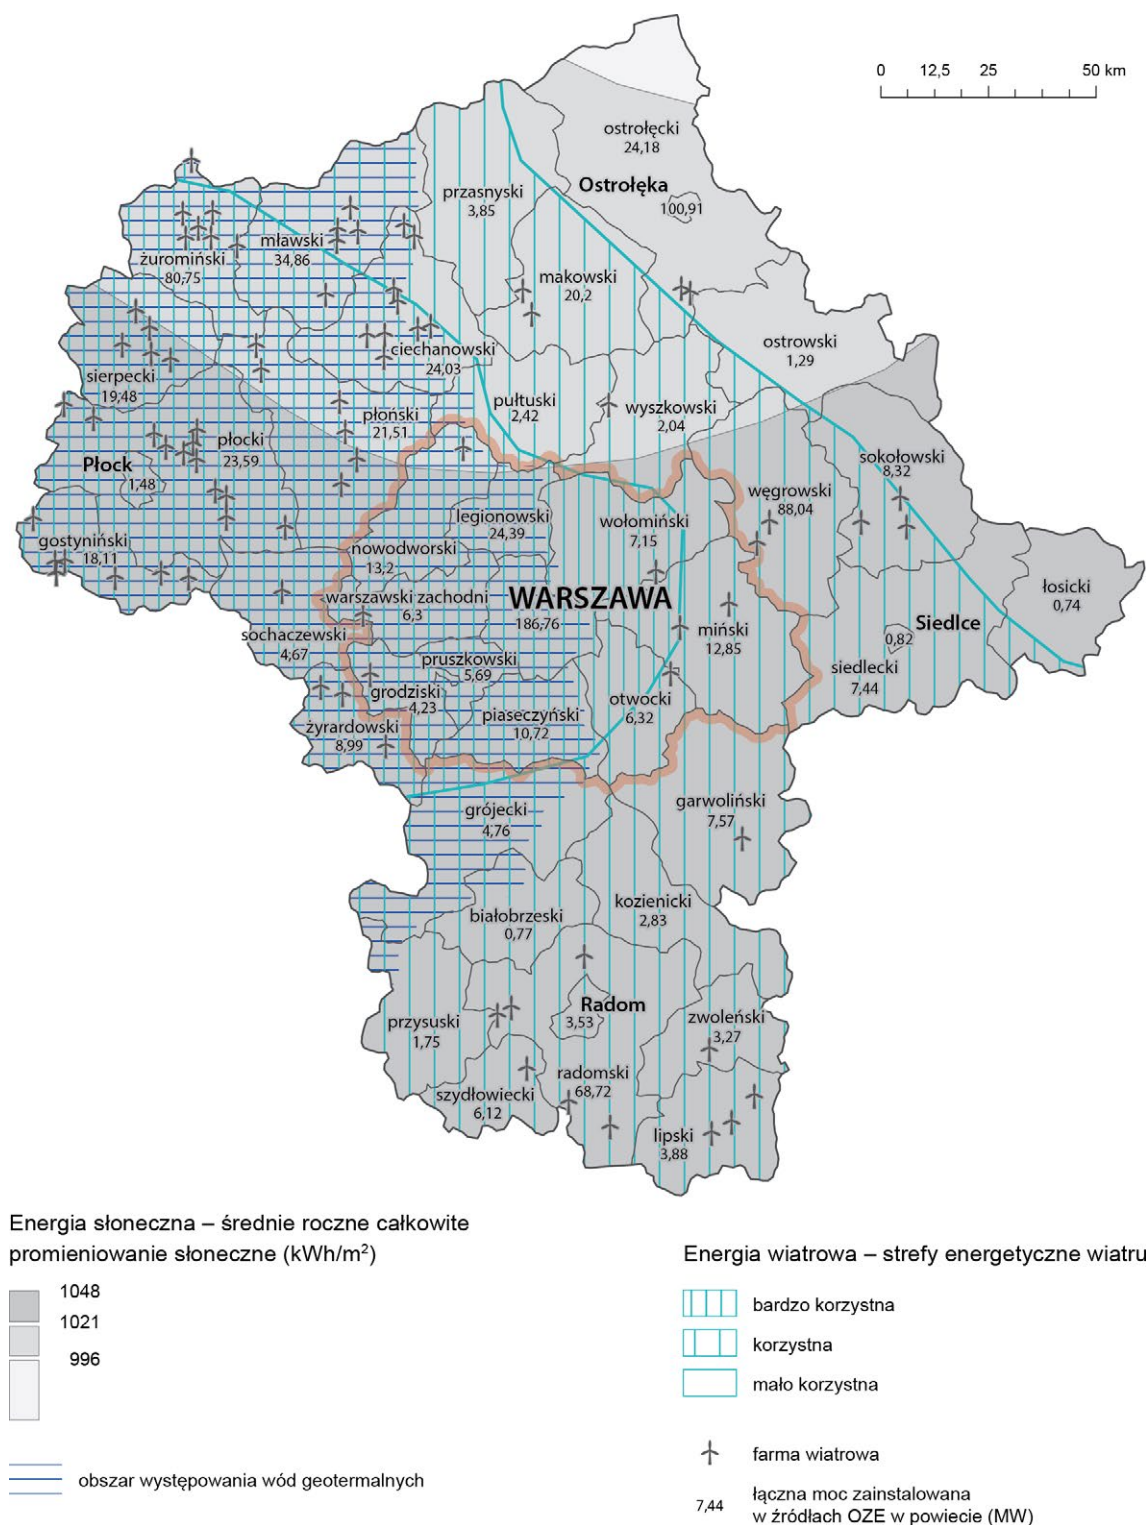 0 12,5 25 50 km
ostrołęcki
24,18
Ostrołęka
100,91
przasnyski
3,85
mławski
34,86
żuromiński
80,75
makowski
20,2
ostrowski
1,29
ciechanowski
24,03
sierpecki
19,48
pułtuski
2,42
wyszkowski
2,04
płoński
21,51
płocki
23,59
Płock
1,48
sokołowski
8,32
węgrowski
88,04
legionowski
24,39
wołomiński
7,15
gostyniński
18,11
nowodworski
13,2
łosicki
0,74
warszawski zachodni
6,3
WARSZAWA
186,76
miński
12,85
Siedlce
0,82
sochaczewski
4,67
siedlecki
7,44
pruszkowski
5,69
grodziski
4,23
otwocki
6,32
piaseczyński
10,72
żyrardowski
8,99
garwoliński
7,57
grójecki
4,76
kozienicki
2,83
białobrzeski
0,77
Radom
3,53
przysuski
1,75
zwoleński
3,27
radomski
68,72
szydłowiecki
6,12
lipski
3,88
Energia słoneczna – średnie roczne całkowite
promieniowanie słoneczne (kWh/m²)
1048
1021
996
obszar występowania wód geotermalnych
Energia wiatrowa – strefy energetyczne wiatru
bardzo korzystna
korzystna
mało korzystna
farma wiatrowa
7,44 łączna moc zainstalowana
w źródłach OZE w powiecie (MW)